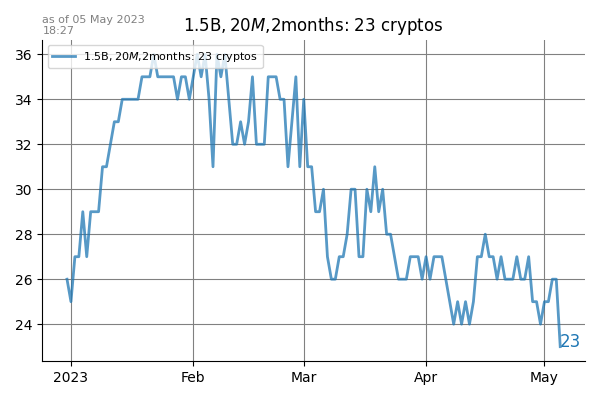 as of 05 May 2023
18:27
1.5B, 20M,2months: 23 cryptos
1.5B, 20M,2months: 23 cryptos
36
34
32
30
28
26
24
23
2023 Feb Mar Apr May